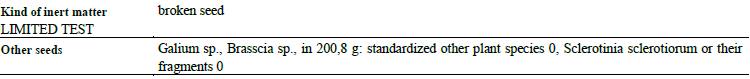 Kind of inert matter broken seed
LIMITED TEST
Other seeds Galium sp., Brasscia sp., in 200,8 g: standardized other plant species 0, Sclerotinia sclerotiorum or their
fragments 0